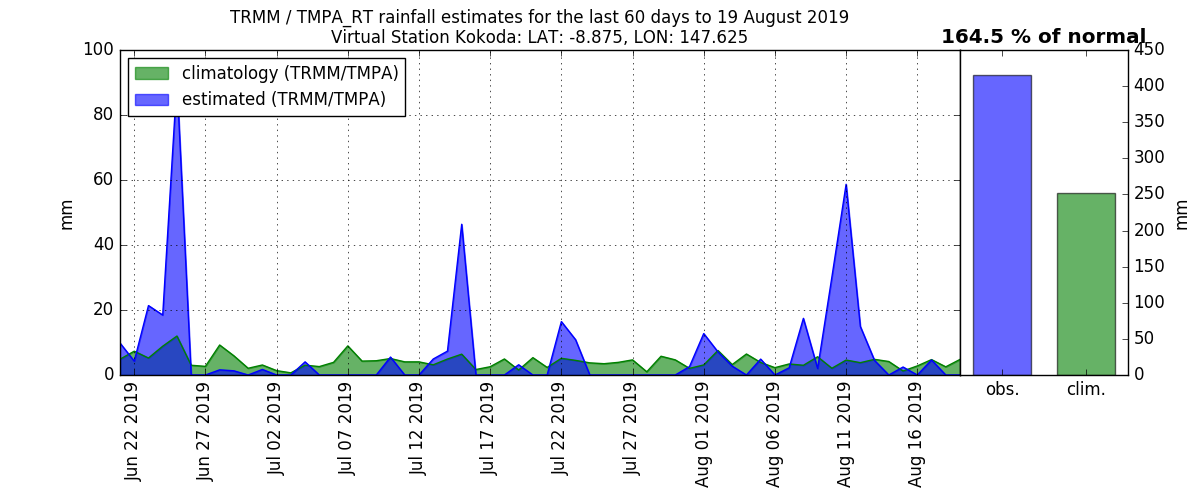 TRMM / TMPA_RT rainfall estimates for the last 60 days to 19 August 2019
Virtual Station Kokoda: LAT: -8.875, LON: 147.625
164.5 % of normal
climatology (TRMM/TMPA)
estimated (TRMM/TMPA)
mm
100
80
60
40
20
0
Jun 22 2019
Jun 27 2019
Jul 02 2019
Jul 07 2019
Jul 12 2019
Jul 17 2019
Jul 22 2019
Jul 27 2019
Aug 01 2019
Aug 06 2019
Aug 11 2019
Aug 16 2019
obs.
clim.
450
400
350
300
250
200
150
100
50
0
mm